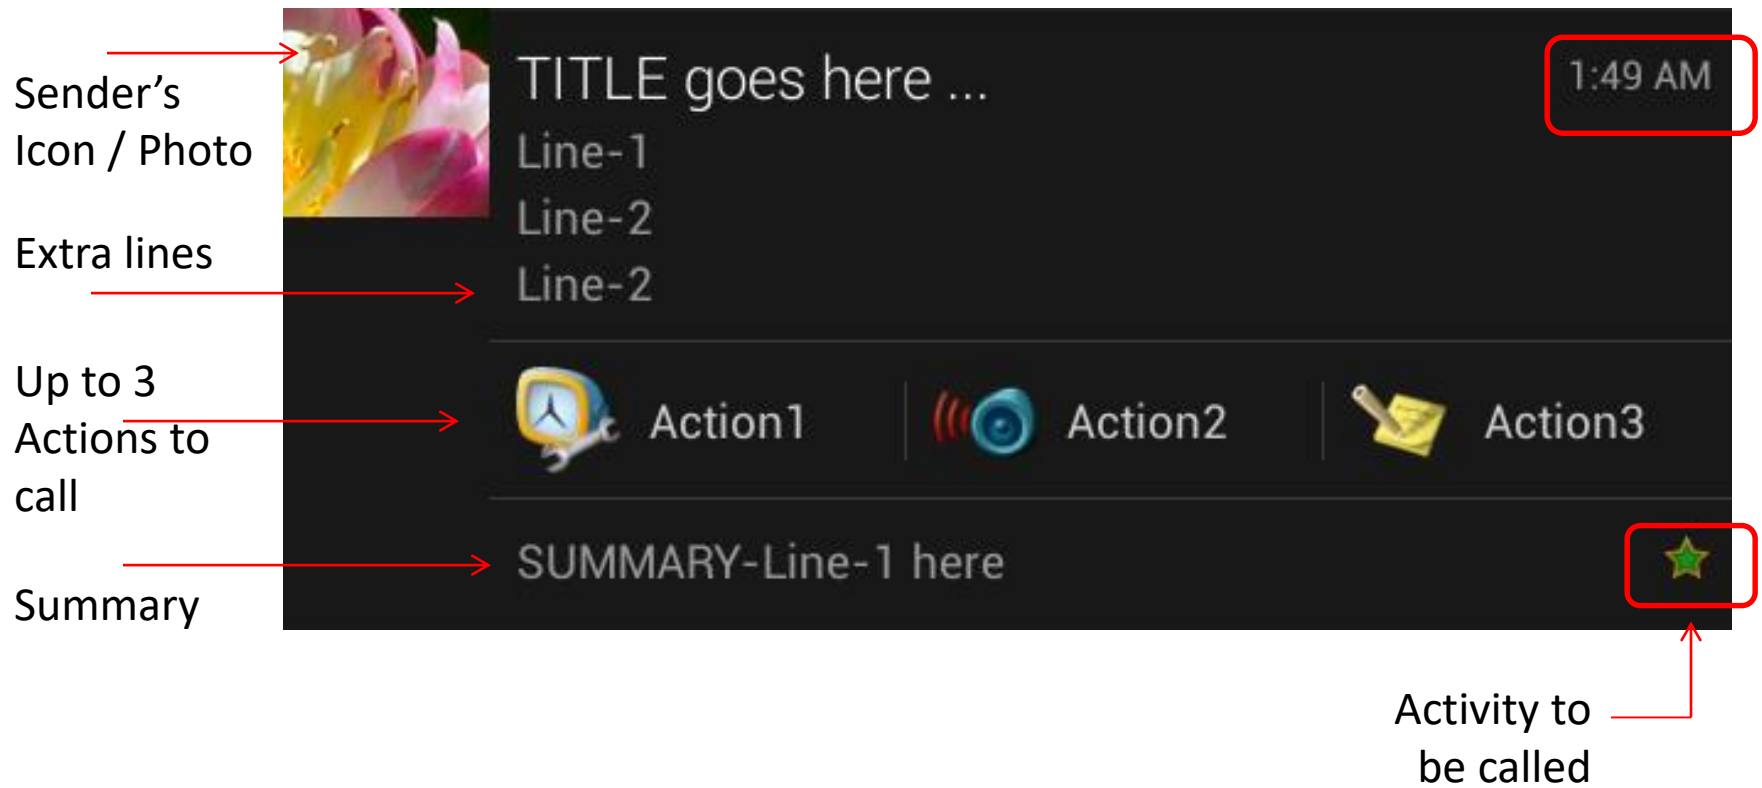 Sender’s
Icon / Photo
Extra lines
Up to 3
Actions to
call
Summary
TITLE goes here ...
1:49 AM
Line-1
Line-2
Line-2
Action1
Action2
Action3
SUMMARY-Line-1 here
Activity to
be called